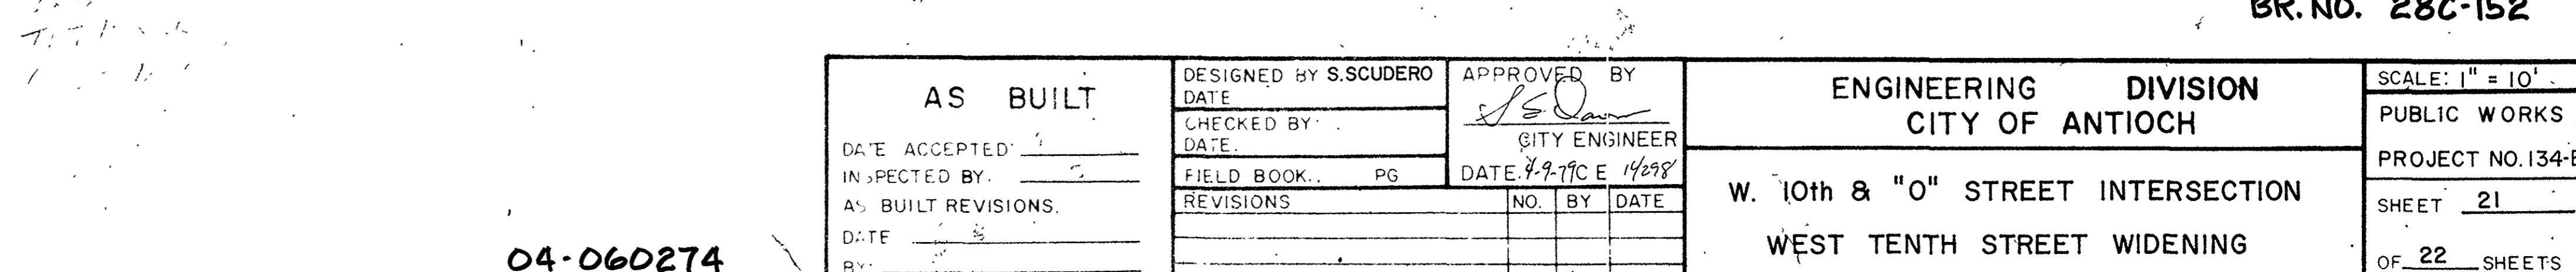 BR. NO. 28C-152
AS BUILT
DATE ACCEPTED:
INSPECTED BY.
AS BUILT REVISIONS.
DATE
BY:
04-060274
DESIGNED BY S.SCUDERO
DATE
CHECKED BY:
DATE.
FIELD BOOK.. PG
REVISIONS NO. BY DATE
APPROVED BY
CITY ENGINEER
DATE. 4-9-79 C E 14298
ENGINEERING DIVISION
CITY OF ANTIOCH
W. 10th & "O" STREET INTERSECTION
WEST TENTH STREET WIDENING
SCALE: 1" = 10'
PUBLIC WORKS
PROJECT NO. 134-
SHEET 21
OF 22 SHEETS